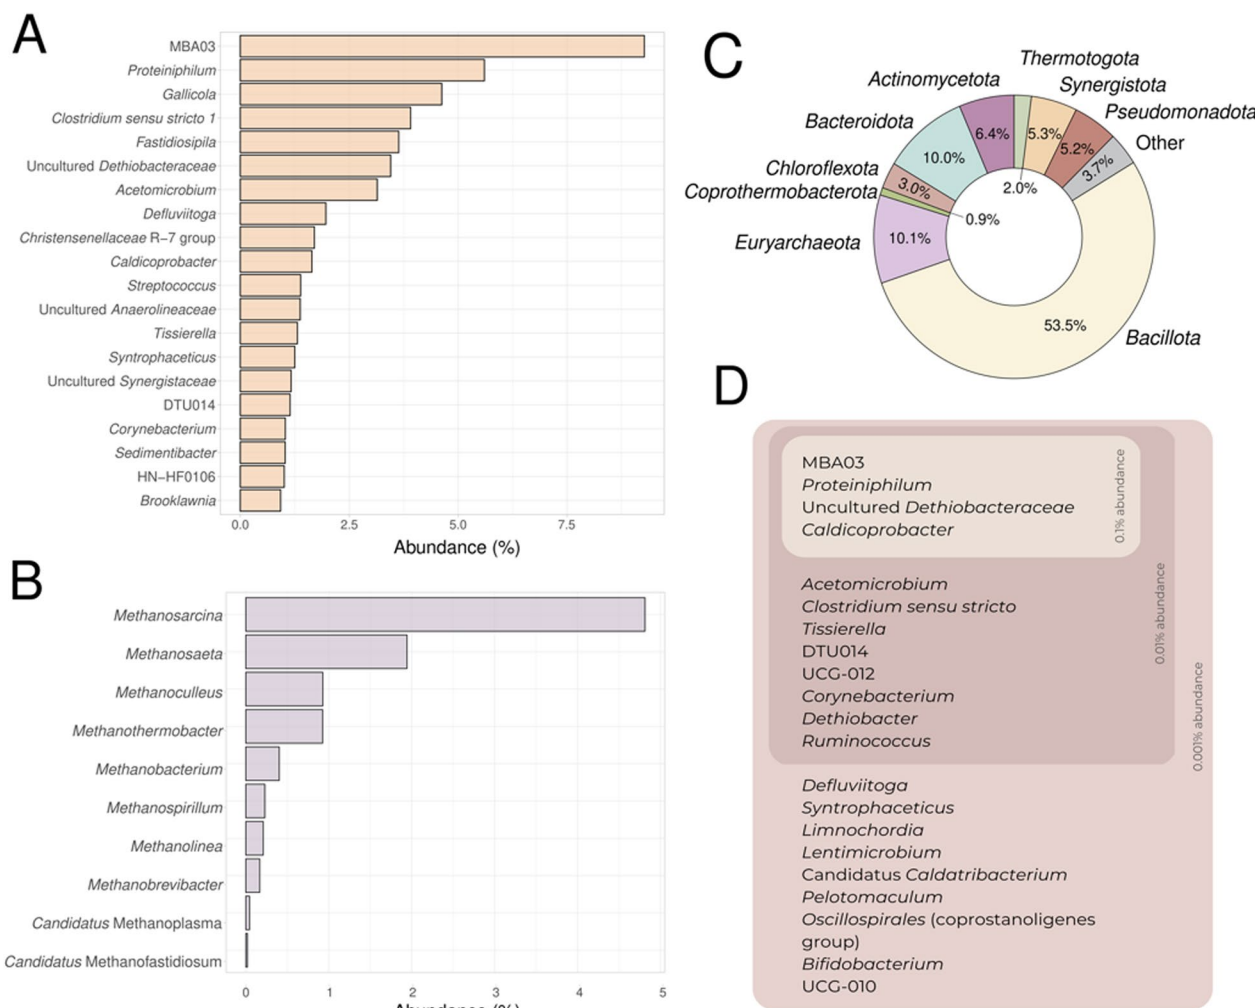 A
MBA03
Proteiniphilum
Gallicola
Clostridium sensu stricto 1
Fastidiosipila
Uncultured Dethiobacteraceae
Acetomicrobium
Defluviitoga
Christensenellaceae R−7 group
Caldicoprobacter
Streptococcus
Uncultured Anaerolineaceae
Tissierella
Syntrophaceticus
Uncultured Synergistaceae
DTU014
Corynebacterium
Sedimentibacter
HN−HF0106
Brooklawnia
0.0 2.5 5.0 7.5
Abundance (%)
B
Methanosarcina
Methanosaeta
Methanoculleus
Methanothermobacter
Methanobacterium
Methanospirillum
Methanolinea
Methanobrevibacter
Candidatus Methanoplasma
Candidatus Methanofastidiosum
0 1 2 3 4 5
Abundance (%)
C
Thermotogota
Synergistota
Pseudomonadota
Other
Actinomycetota
Bacteroidota
Chloroflexota
Coprothermobacterota
Euryarchaeota
Bacillota
6.4%
5.3%
5.2%
3.7%
10.0%
3.0%
2.0%
0.9%
10.1%
53.5%
D
MBA03
Proteiniphilum
Uncultured Dethiobacteraceae
Caldicoprobacter
0.1% abundance
Acetomicrobium
Clostridium sensu stricto
Tissierella
DTU014
UCG-012
Corynebacterium
Dethiobacter
Ruminococcus
0.01% abundance
Defluviitoga
Syntrophaceticus
Limnochordia
Lentimicrobium
Candidatus Caldatribacterium
Pelotomaculum
Oscillospirales (coprostanoligenes
group)
Bifidobacterium
UCG-010
0.001% abundance